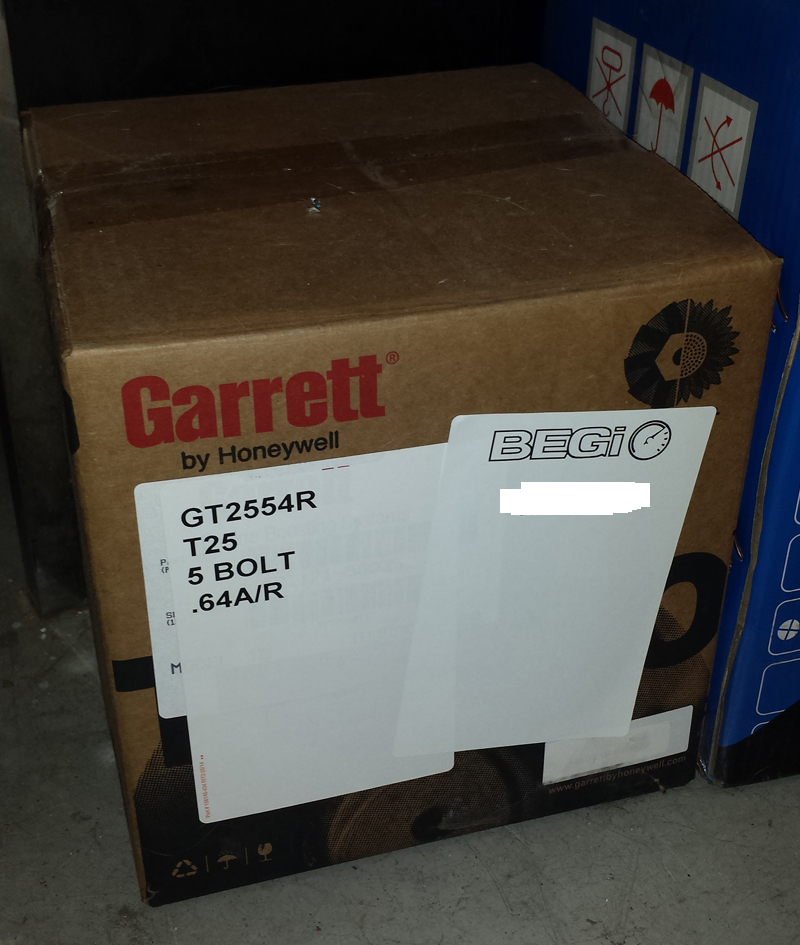 Garrett®
by Honeywell
BEGi
GT2554R
T25
5 BOLT
.64A/R
M
www.garrettbyhoneywell.com